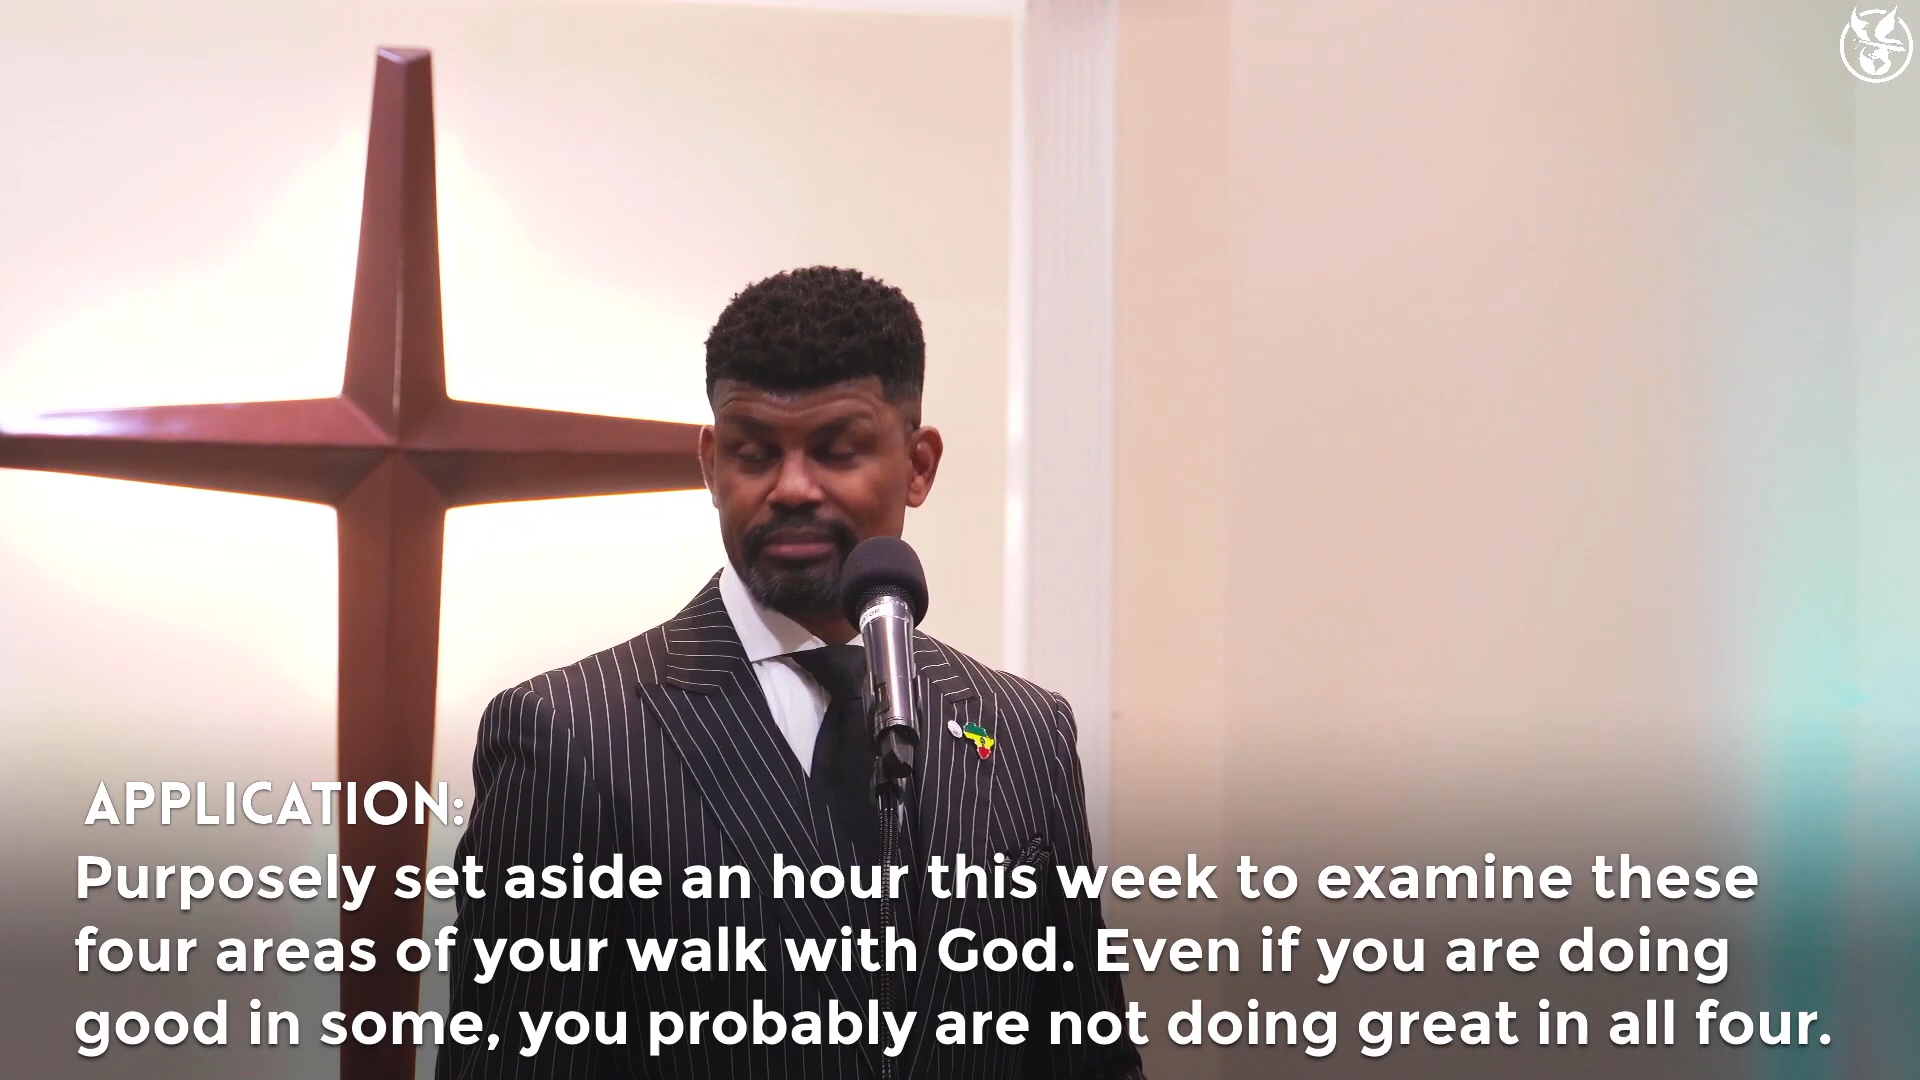 APPLICATION:
Purposely set aside an hour this week to examine these
four areas of your walk with God. Even if you are doing
good in some, you probably are not doing great in all four.